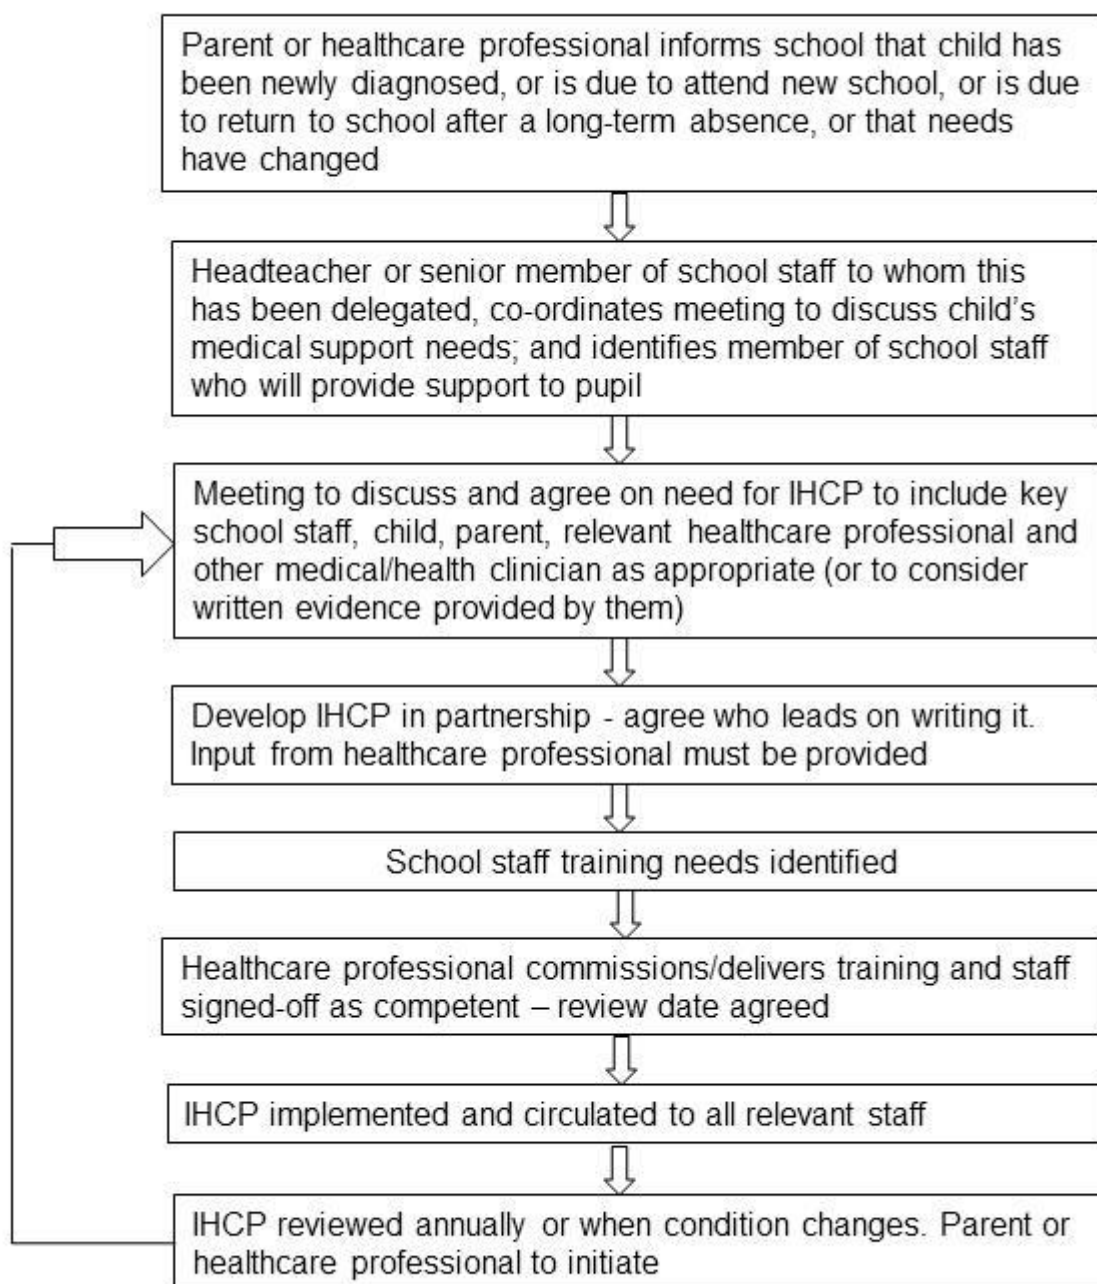 Parent or healthcare professional informs school that child has
been newly diagnosed, or is due to attend new school, or is due
to return to school after a long-term absence, or that needs
have changed
Headteacher or senior member of school staff to whom this
has been delegated, co-ordinates meeting to discuss child's
medical support needs; and identifies member of school staff
who will provide support to pupil
Meeting to discuss and agree on need for IHCP to include key
school staff, child, parent, relevant healthcare professional and
other medical/health clinician as appropriate (or to consider
written evidence provided by them)
Develop IHCP in partnership - agree who leads on writing it.
Input from healthcare professional must be provided
School staff training needs identified
Healthcare professional commissions/delivers training and staff
signed-off as competent – review date agreed
IHCP implemented and circulated to all relevant staff
IHCP reviewed annually or when condition changes. Parent or
healthcare professional to initiate